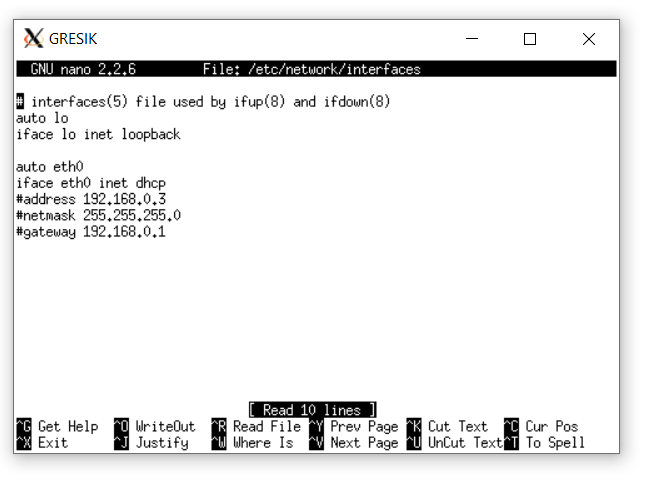 GRESIK
GNU nano 2.2.6 File: /etc/network/interfaces
# interfaces(5) file used by ifup(8) and ifdown(8)
auto lo
iface lo inet loopback
auto eth0
iface eth0 inet dhcp
#address 192.168.0.3
#netmask 255.255.255.0
#gateway 192.168.0.1
[ Read 10 lines ]
^G Get Help ^O WriteOut ^R Read File ^Y Prev Page ^K Cut Text ^C Cur Pos
^X Exit ^J Justify ^W Where Is ^V Next Page ^U UnCut Text ^T To Spell